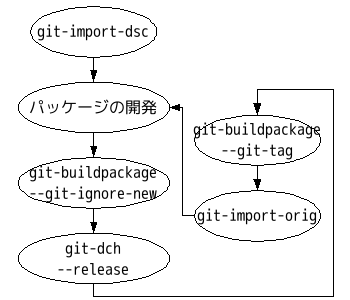 git-import-dsc
パッケージの開発
git-buildpackage
--git-ignore-new
git-dch
--release
git-buildpackage
--git-tag
git-import-orig